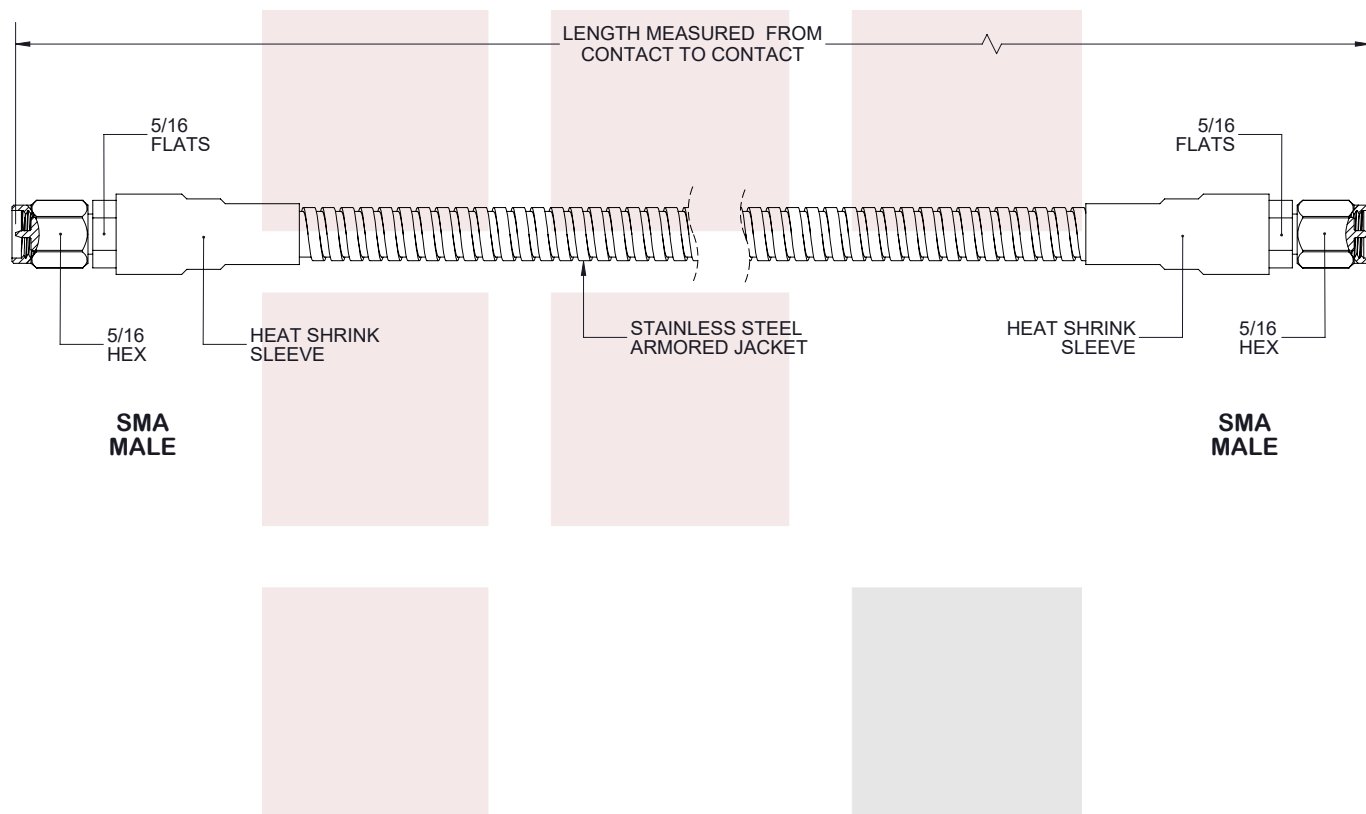 LENGTH MEASURED FROM
CONTACT TO CONTACT
5/16
FLATS
5/16
FLATS
5/16
HEX
HEAT SHRINK
SLEEVE
STAINLESS STEEL
ARMORED JACKET
HEAT SHRINK
SLEEVE
5/16
HEX
SMA
MALE
SMA
MALE